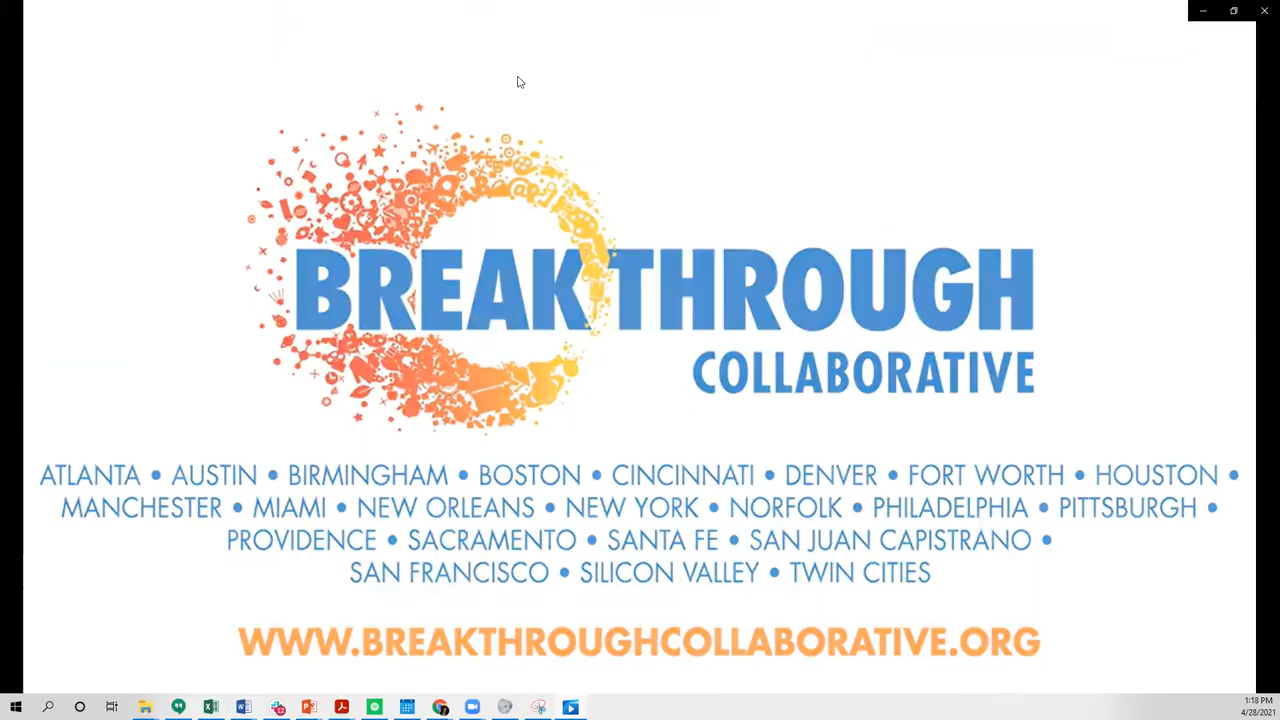 BREAKTHROUGH
COLLABORATIVE
ATLANTA • AUSTIN • BIRMINGHAM • BOSTON • CINCINNATI • DENVER • FORT WORTH • HOUSTON •
MANCHESTER • MIAMI • NEW ORLEANS • NEW YORK • NORFOLK • PHILADELPHIA • PITTSBURGH •
PROVIDENCE • SACRAMENTO • SANTA FE • SAN JUAN CAPISTRANO •
SAN FRANCISCO • SILICON VALLEY • TWIN CITIES
WWW.BREAKTHROUGHCOLLABORATIVE.ORG
1:18 PM
4/28/2021